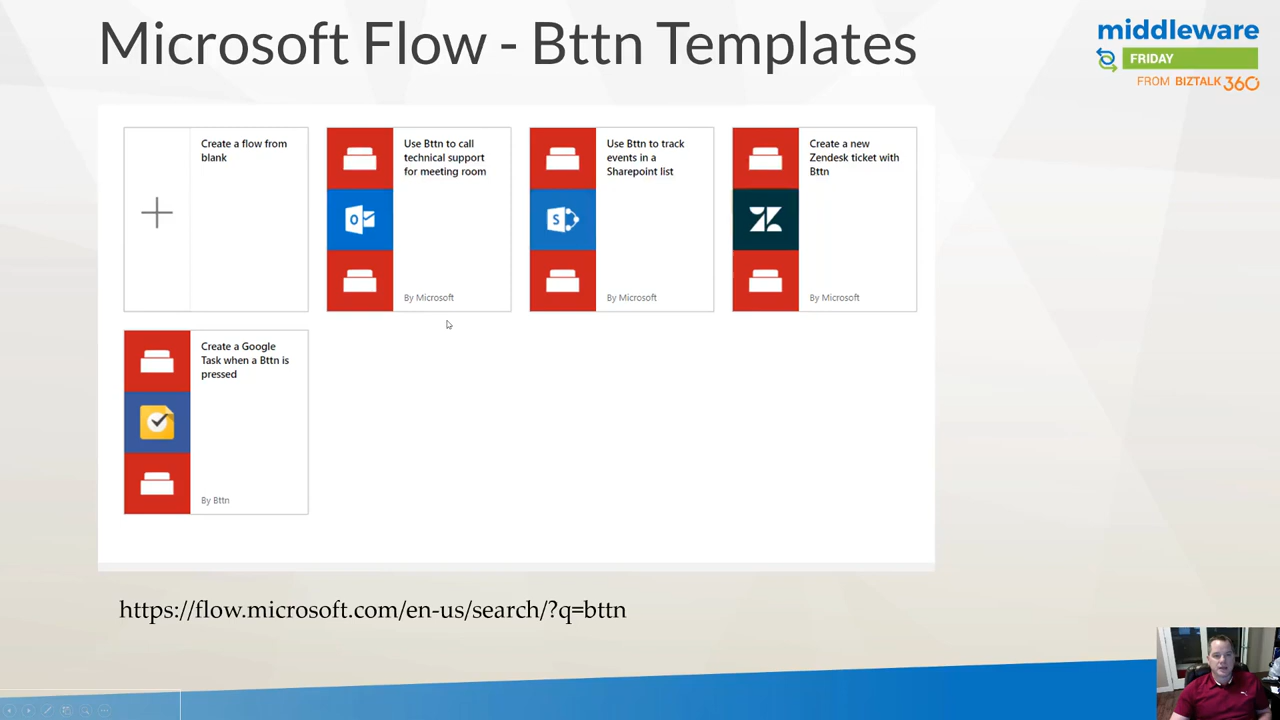 Microsoft Flow - Bttn Templates
middleware
FRIDAY
FROM BIZTALK 360
Create a flow from
blank
Use Bttn to call
technical support
for meeting room
By Microsoft
Use Bttn to track
events in a
Sharepoint list
By Microsoft
Create a new
Zendesk ticket with
Bttn
By Microsoft
Create a Google
Task when a Bttn is
pressed
By Bttn
https://flow.microsoft.com/en-us/search/?q=bttn